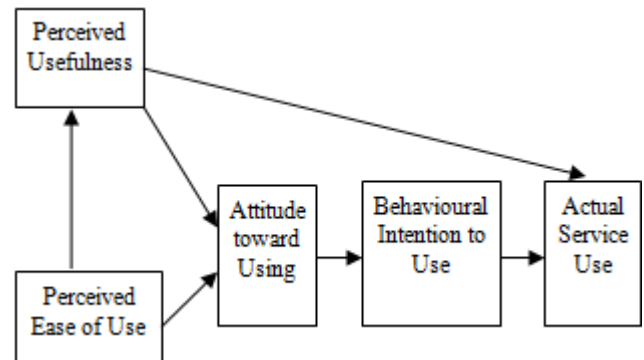 Perceived
Usefulness
Attitude
toward
Using
Behavioural
Intention to
Use
Actual
Service
Use
Perceived
Ease of Use